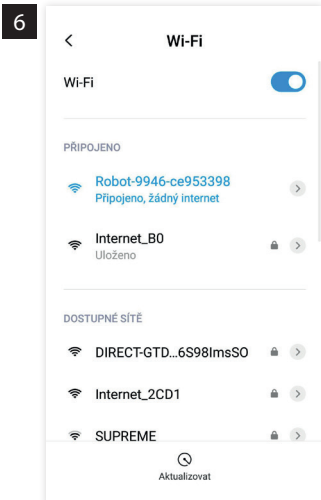 6
Wi-Fi
Wi-Fi
PŘIPOJENO
Robot-9946-ce953398
Připojeno, žádný internet
Internet_B0
Uloženo
DOSTUPNÉ SÍTĚ
DIRECT-GTD...6S98ImsSO
Internet_2CD1
SUPREME
Aktualizovat